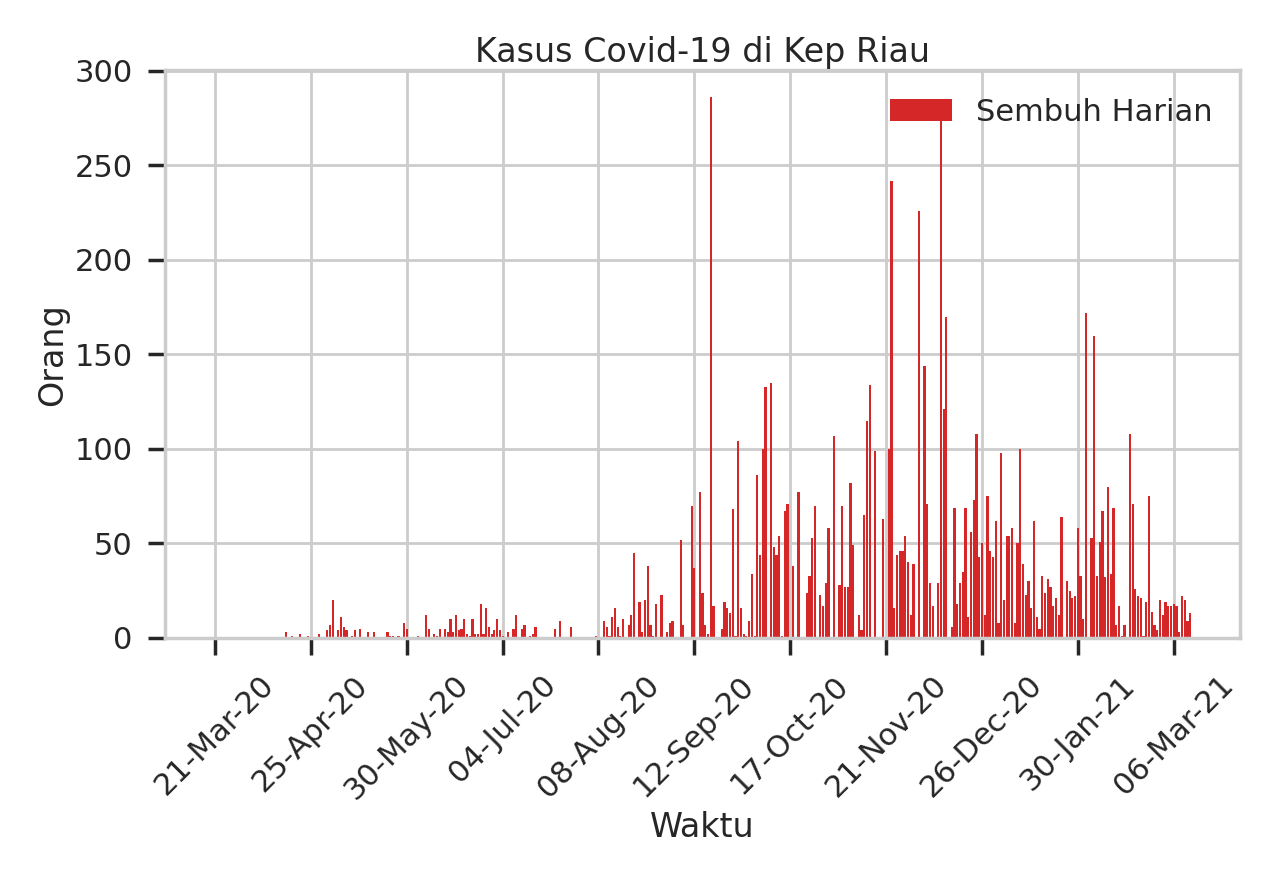 Kasus Covid-19 di Kep Riau
Sembuh Harian
Orang
300
250
200
150
100
50
0
21-Mar-20
25-Apr-20
30-May-20
04-Jul-20
08-Aug-20
12-Sep-20
17-Oct-20
21-Nov-20
26-Dec-20
30-Jan-21
06-Mar-21
Waktu